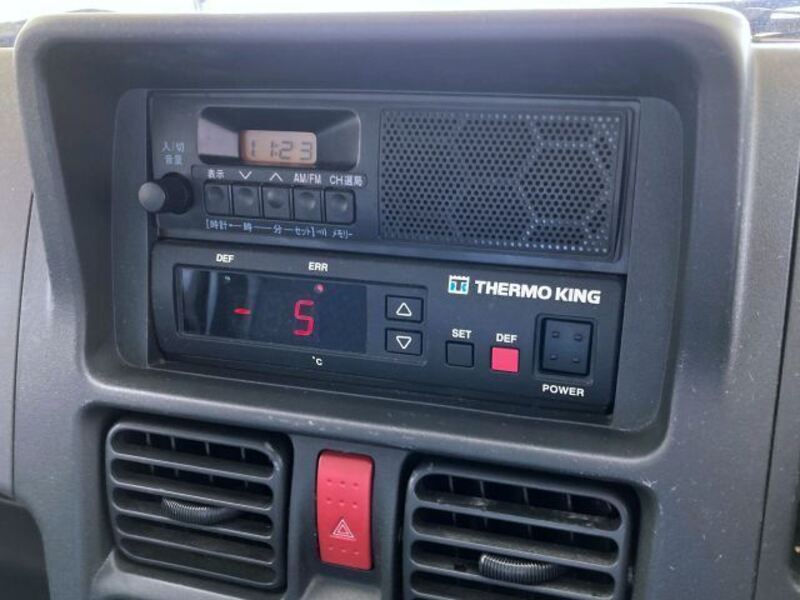 11:23
入/切
音量
表示 AM/FM CH選局
[時計 時 分 セット] メモリー
DEF ERR
THERMO KING
- 5
SET DEF
°C
POWER